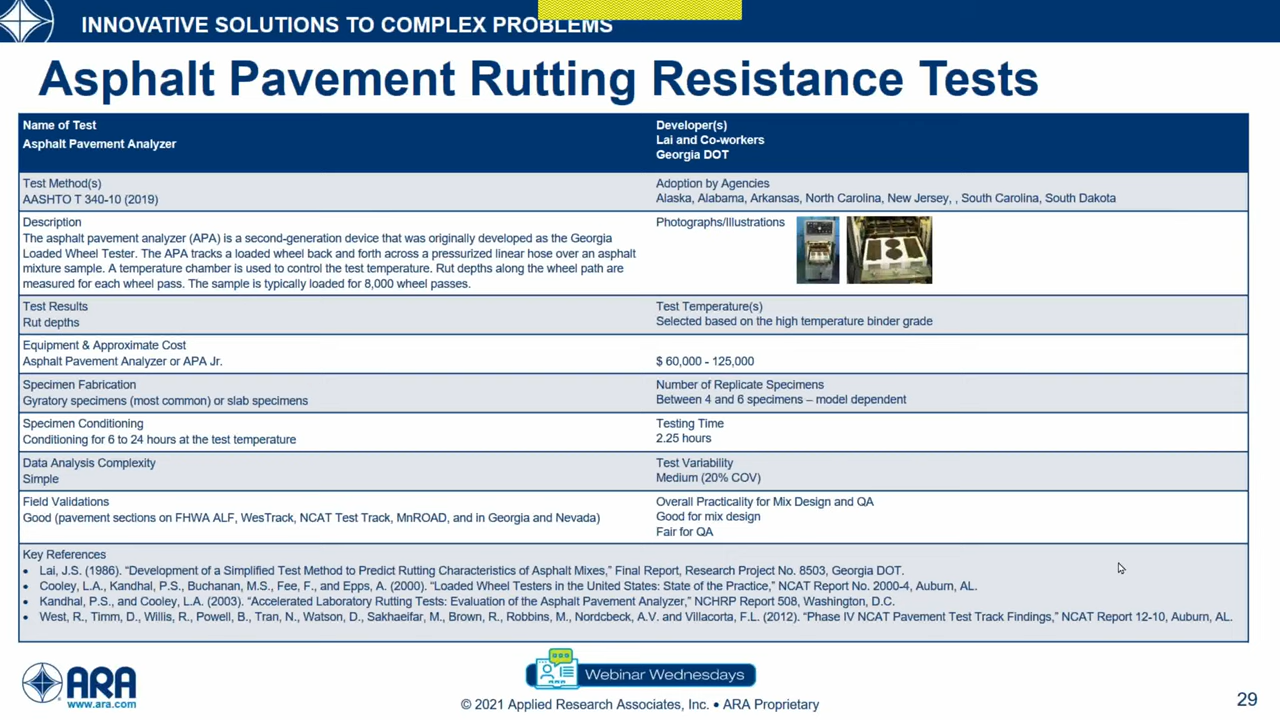 INNOVATIVE SOLUTIONS TO COMPLEX PROBLEMS
Asphalt Pavement Rutting Resistance Tests
Name of Test
Asphalt Pavement Analyzer
Developer(s)
Lai and Co-workers
Georgia DOT
Test Method(s)
AASHTO T 340-10 (2019)
Adoption by Agencies
Alaska, Alabama, Arkansas, North Carolina, New Jersey, , South Carolina, South Dakota
Description
The asphalt pavement analyzer (APA) is a second-generation device that was originally developed as the Georgia
Loaded Wheel Tester. The APA tracks a loaded wheel back and forth across a pressurized linear hose over an asphalt
mixture sample. A temperature chamber is used to control the test temperature. Rut depths along the wheel path are
measured for each wheel pass. The sample is typically loaded for 8,000 wheel passes.
Photographs/Illustrations
Test Results
Rut depths
Test Temperature(s)
Selected based on the high temperature binder grade
Equipment & Approximate Cost
Asphalt Pavement Analyzer or APA Jr.
$ 60,000 - 125,000
Specimen Fabrication
Gyratory specimens (most common) or slab specimens
Number of Replicate Specimens
Between 4 and 6 specimens – model dependent
Specimen Conditioning
Conditioning for 6 to 24 hours at the test temperature
Testing Time
2.25 hours
Data Analysis Complexity
Simple
Test Variability
Medium (20% COV)
Field Validations
Good (pavement sections on FHWA ALF, WesTrack, NCAT Test Track, MnROAD, and in Georgia and Nevada)
Overall Practicality for Mix Design and QA
Good for mix design
Fair for QA
Key References
• Lai, J.S. (1986). “Development of a Simplified Test Method to Predict Rutting Characteristics of Asphalt Mixes,” Final Report, Research Project No. 8503, Georgia DOT.
• Cooley, L.A., Kandhal, P.S., Buchanan, M.S., Fee, F., and Epps, A. (2000). “Loaded Wheel Testers in the United States: State of the Practice,” NCAT Report No. 2000-4, Auburn, AL.
• Kandhal, P.S., and Cooley, L.A. (2003). “Accelerated Laboratory Rutting Tests: Evaluation of the Asphalt Pavement Analyzer,” NCHRP Report 508, Washington, D.C.
• West, R., Timm, D., Willis, R., Powell, B., Tran, N., Watson, D., Sakhaeifar, M., Brown, R., Robbins, M., Nordcbeck, A.V. and Villacorta, F.L. (2012). “Phase IV NCAT Pavement Test Track Findings,” NCAT Report 12-10, Auburn, AL.
ARA
www.ara.com
Webinar Wednesdays
© 2021 Applied Research Associates, Inc. • ARA Proprietary
29